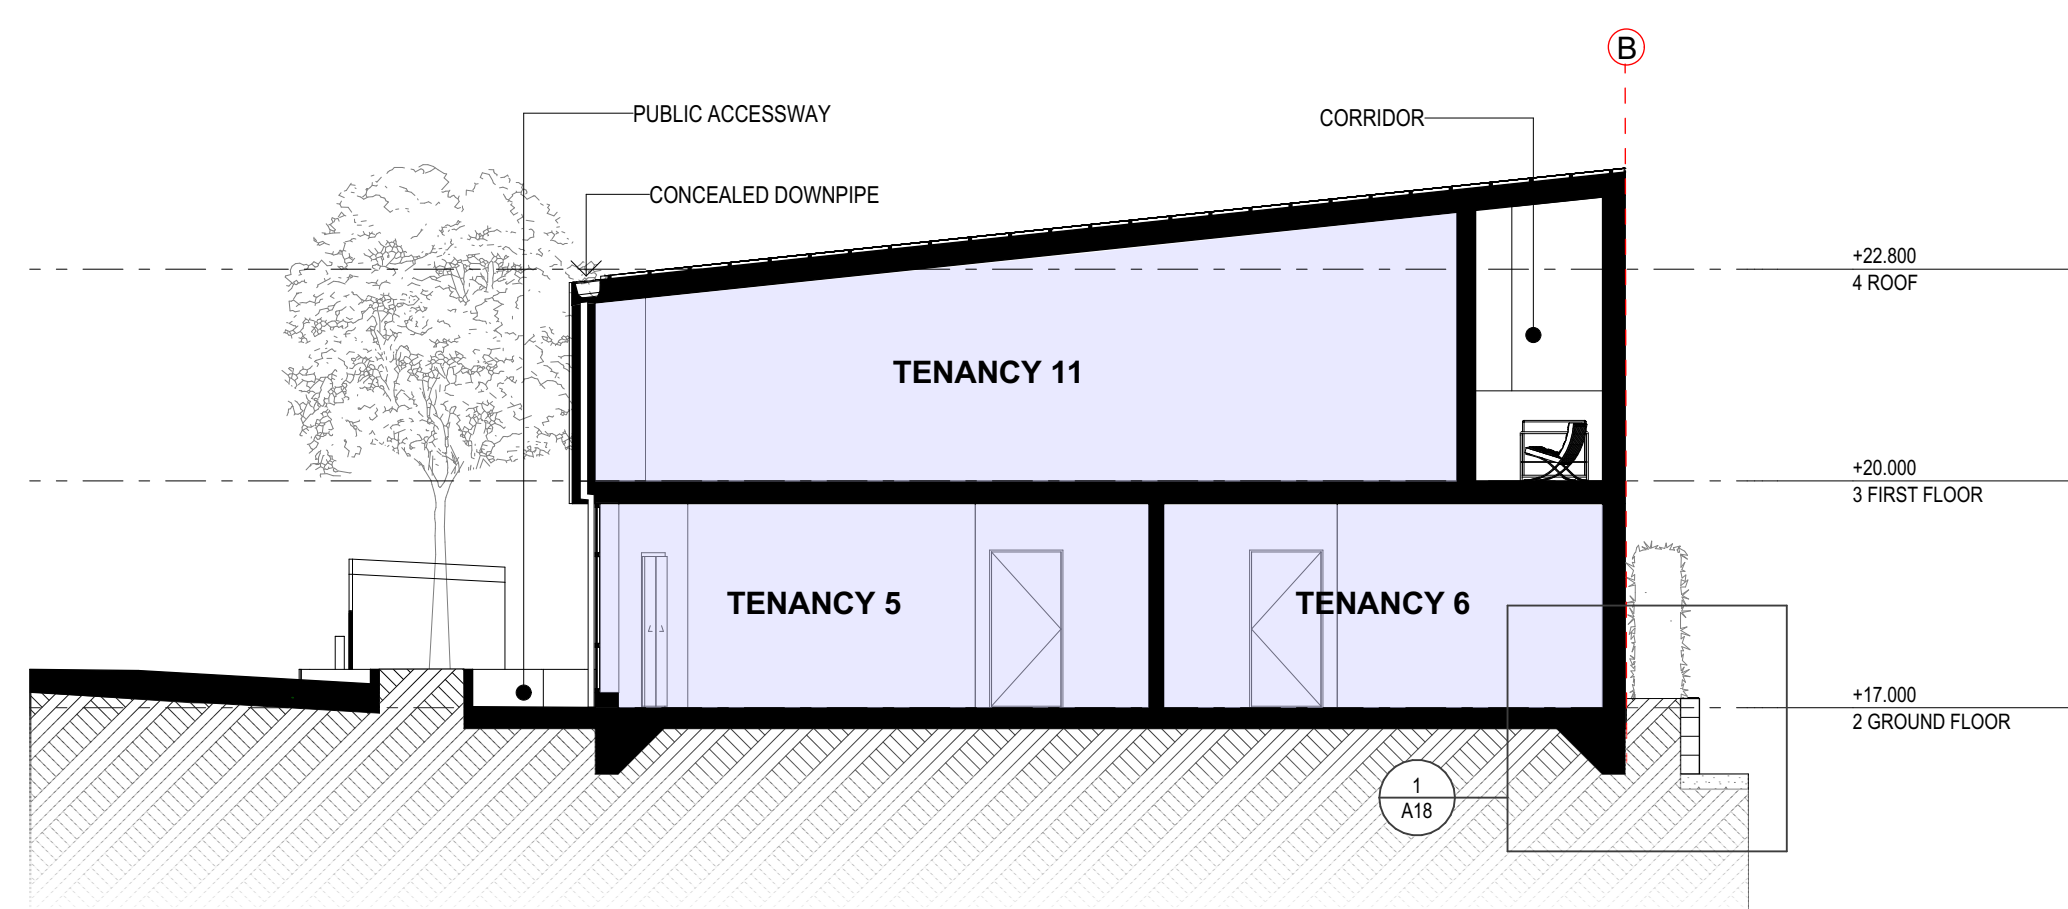 B
PUBLIC ACCESSWAY
CORRIDOR
CONCEALED DOWNPIPE
+22.800
4 ROOF
TENANCY 11
+20.000
3 FIRST FLOOR
TENANCY 5
TENANCY 6
+17.000
2 GROUND FLOOR
1
A18